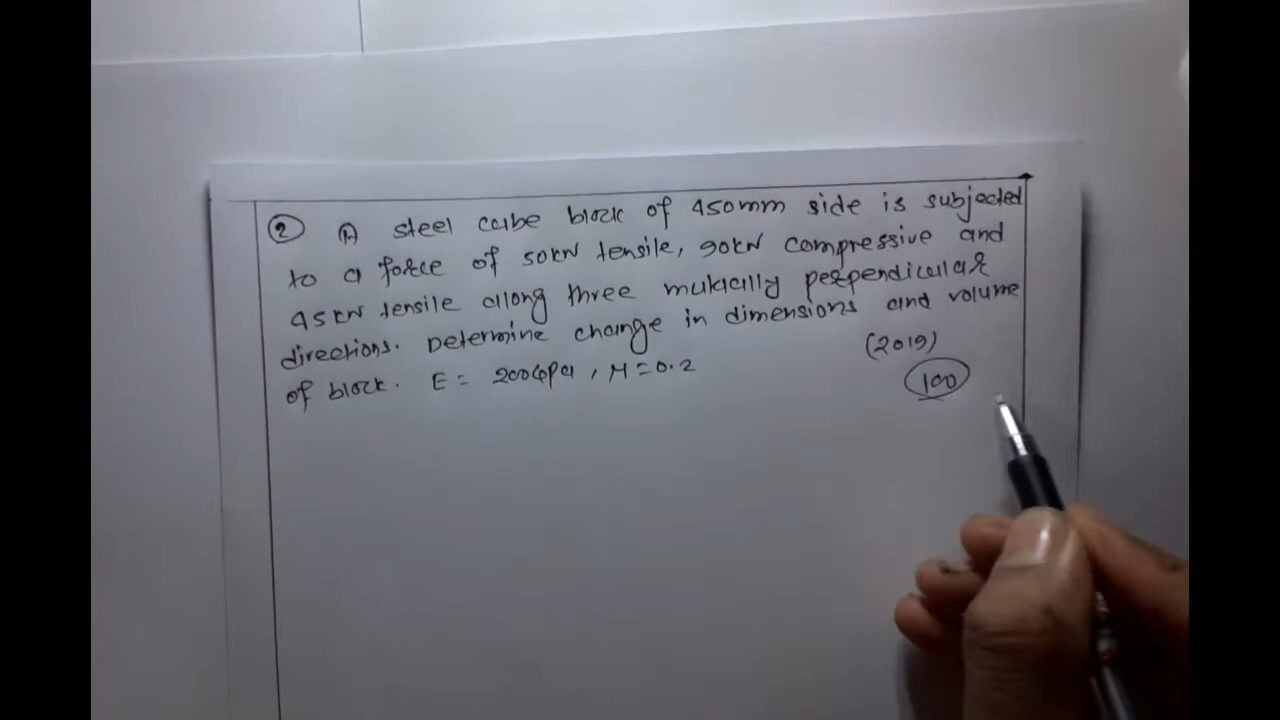 ② A steel cube block of 450mm side is subjected
to a force of 50kN tensile, 90kN compressive and
45kN tensile along three mutually perpendicular
directions. Determine change in dimensions and volume
of block. E = 200Gpa, μ = 0.2
(2019)
100